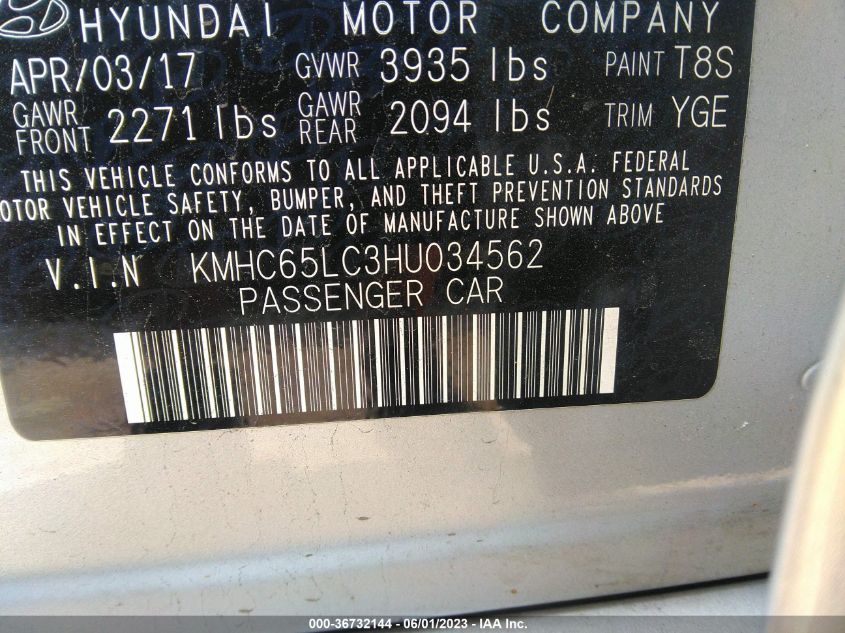 HYUNDAI MOTOR COMPANY
APR/03/17 GVWR 3935 lbs PAINT T8S
GAWR FRONT 2271 lbs GAWR REAR 2094 lbs TRIM YGE
THIS VEHICLE CONFORMS TO ALL APPLICABLE U.S.A. FEDERAL
OTOR VEHICLE SAFETY, BUMPER, AND THEFT PREVENTION STANDARDS
IN EFFECT ON THE DATE OF MANUFACTURE SHOWN ABOVE
V.I.N KMHC65LC3HU034562
PASSENGER CAR
000-36732144 - 06/01/2023 - IAA Inc.